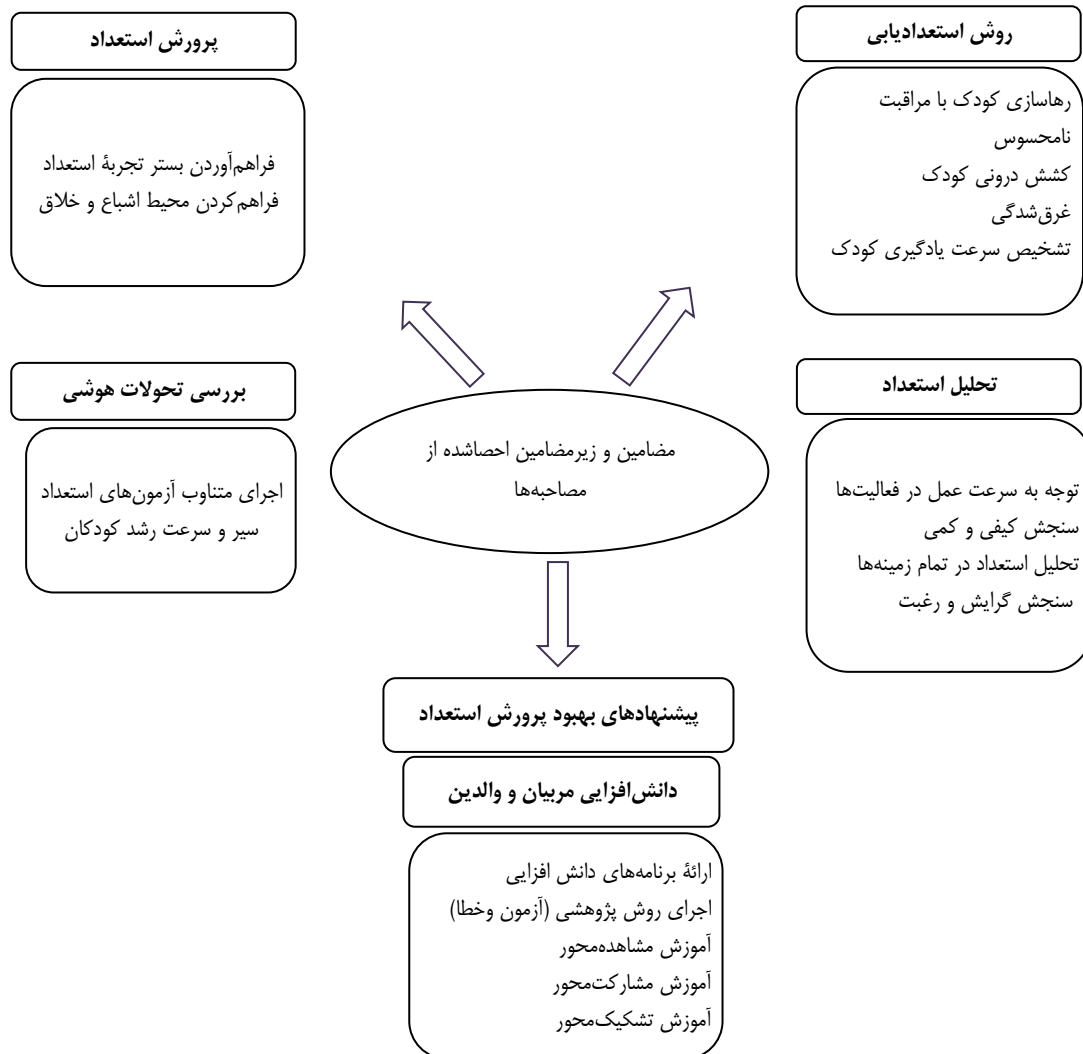 روش استعدادیابی
رهاسازی کودک با مراقبت
نامحسوس
کشش درونی کودک
غرق‌شدگی
تشخیص سرعت یادگیری کودک
پرورش استعداد
فراهم‌آوردن بستر تجربۀ استعداد
فراهم‌کردن محیط اشباع و خلاق
تحلیل استعداد
توجه به سرعت عمل در فعالیت‌ها
سنجش کیفی و کمی
تحلیل استعداد در تمام زمینه‌ها
سنجش گرایش و رغبت
بررسی تحولات هوشی
اجرای متناوب آزمون‌های استعداد
سیر و سرعت رشد کودکان
مضامین و زیرمضامین احصاشده از
مصاحبه‌ها
پیشنهادهای بهبود پرورش استعداد
دانش‌افزایی مربیان و والدین
ارائۀ برنامه‌های دانش افزایی
اجرای روش پژوهشی (آزمون وخطا)
آموزش مشاهده‌محور
آموزش مشارکت‌محور
آموزش تشکیک‌محور